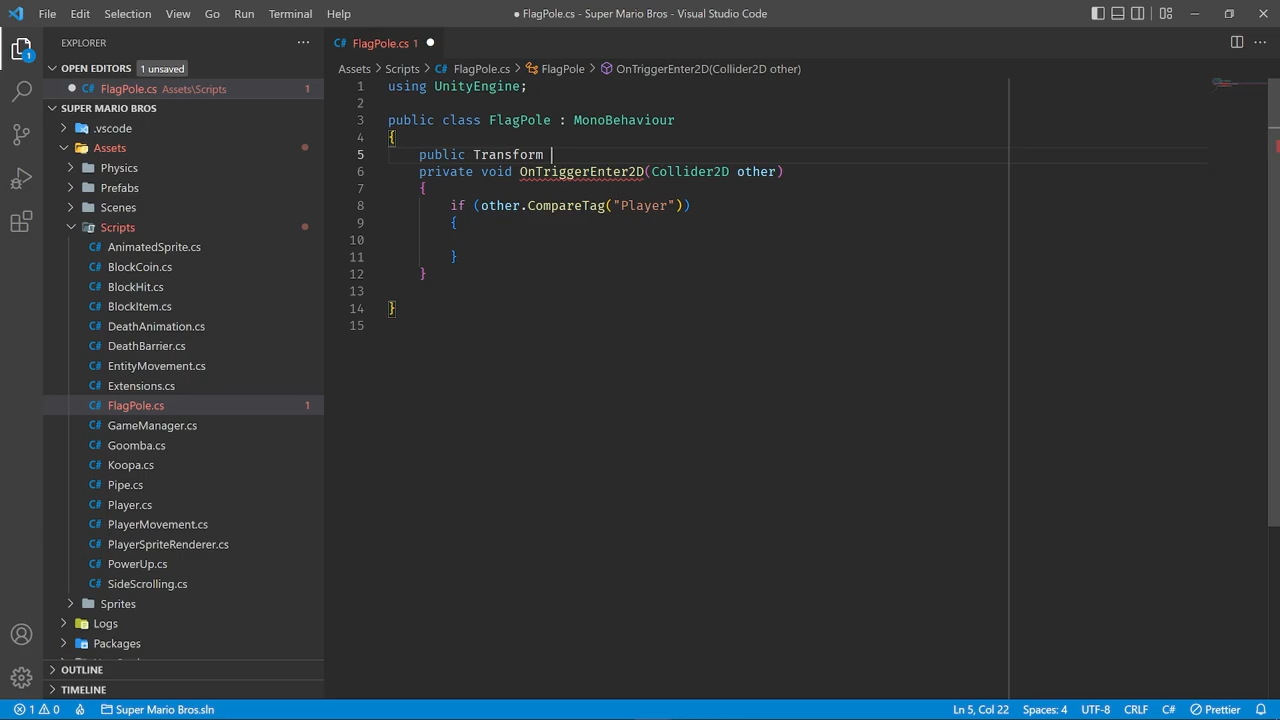 File Edit Selection View Go Run Terminal Help
● FlagPole.cs - Super Mario Bros - Visual Studio Code
1
EXPLORER
OPEN EDITORS 1 unsaved
FlagPole.cs Assets\Scripts 1
SUPER MARIO BROS
.vscode
Assets
Physics
Prefabs
Scenes
Scripts
C# AnimatedSprite.cs
C# BlockCoin.cs
C# BlockHit.cs
C# BlockItem.cs
C# DeathAnimation.cs
C# DeathBarrier.cs
C# EntityMovement.cs
C# Extensions.cs
C# FlagPole.cs 1
C# GameManager.cs
C# Goomba.cs
C# Koopa.cs
C# Pipe.cs
C# Player.cs
C# PlayerMovement.cs
C# PlayerSpriteRenderer.cs
C# PowerUp.cs
C# SideScrolling.cs
Sprites
Logs
Packages
OUTLINE
TIMELINE
C# FlagPole.cs 1
Assets > Scripts > C# FlagPole.cs > FlagPole > OnTriggerEnter2D(Collider2D other)
1 using UnityEngine;
2
3 public class FlagPole : MonoBehaviour
4 {
5 public Transform
6 private void OnTriggerEnter2D(Collider2D other)
7 {
8 if (other.CompareTag("Player"))
9 {
10
11 }
12 }
13
14 }
15
1 0 Super Mario Bros.sln Ln 5, Col 22 Spaces: 4 UTF-8 CRLF C# Prettier